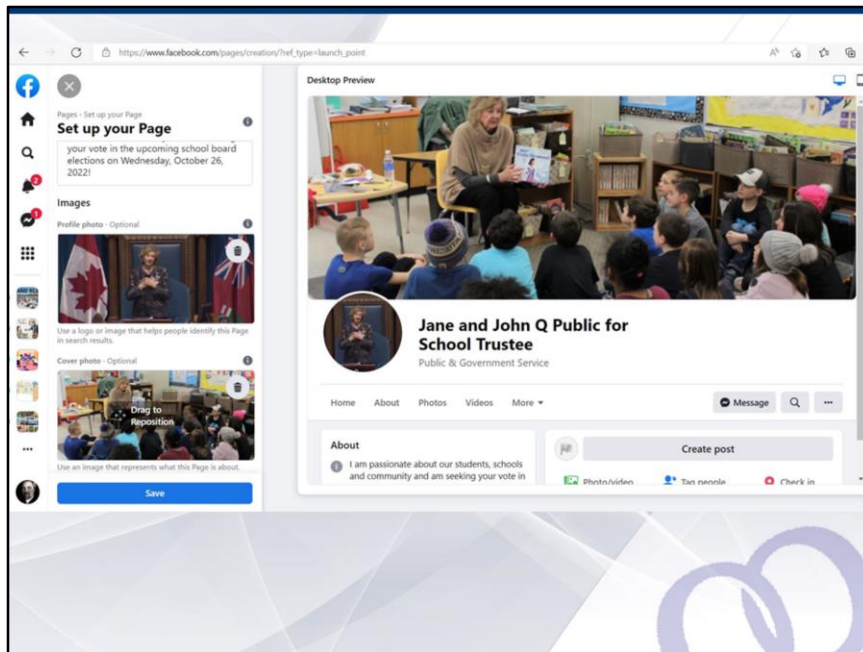 https://www.facebook.com/pages/creation/?ref_type=launch_point
Pages · Set up your Page
Set up your Page
your vote in the upcoming school board
elections on Wednesday, October 26,
2022!
Images
Profile photo · Optional
Use a logo or image that helps people identify this Page
in search results.
Cover photo · Optional
Drag to
Reposition
Use an image that represents what this Page is about.
Save
2
1
Desktop Preview
Jane and John Q Public for
School Trustee
Public & Government Service
Home About Photos Videos More
Message
About
I am passionate about our students, schools
and community and am seeking your vote in
Create post
Photo/video Tag people Check in